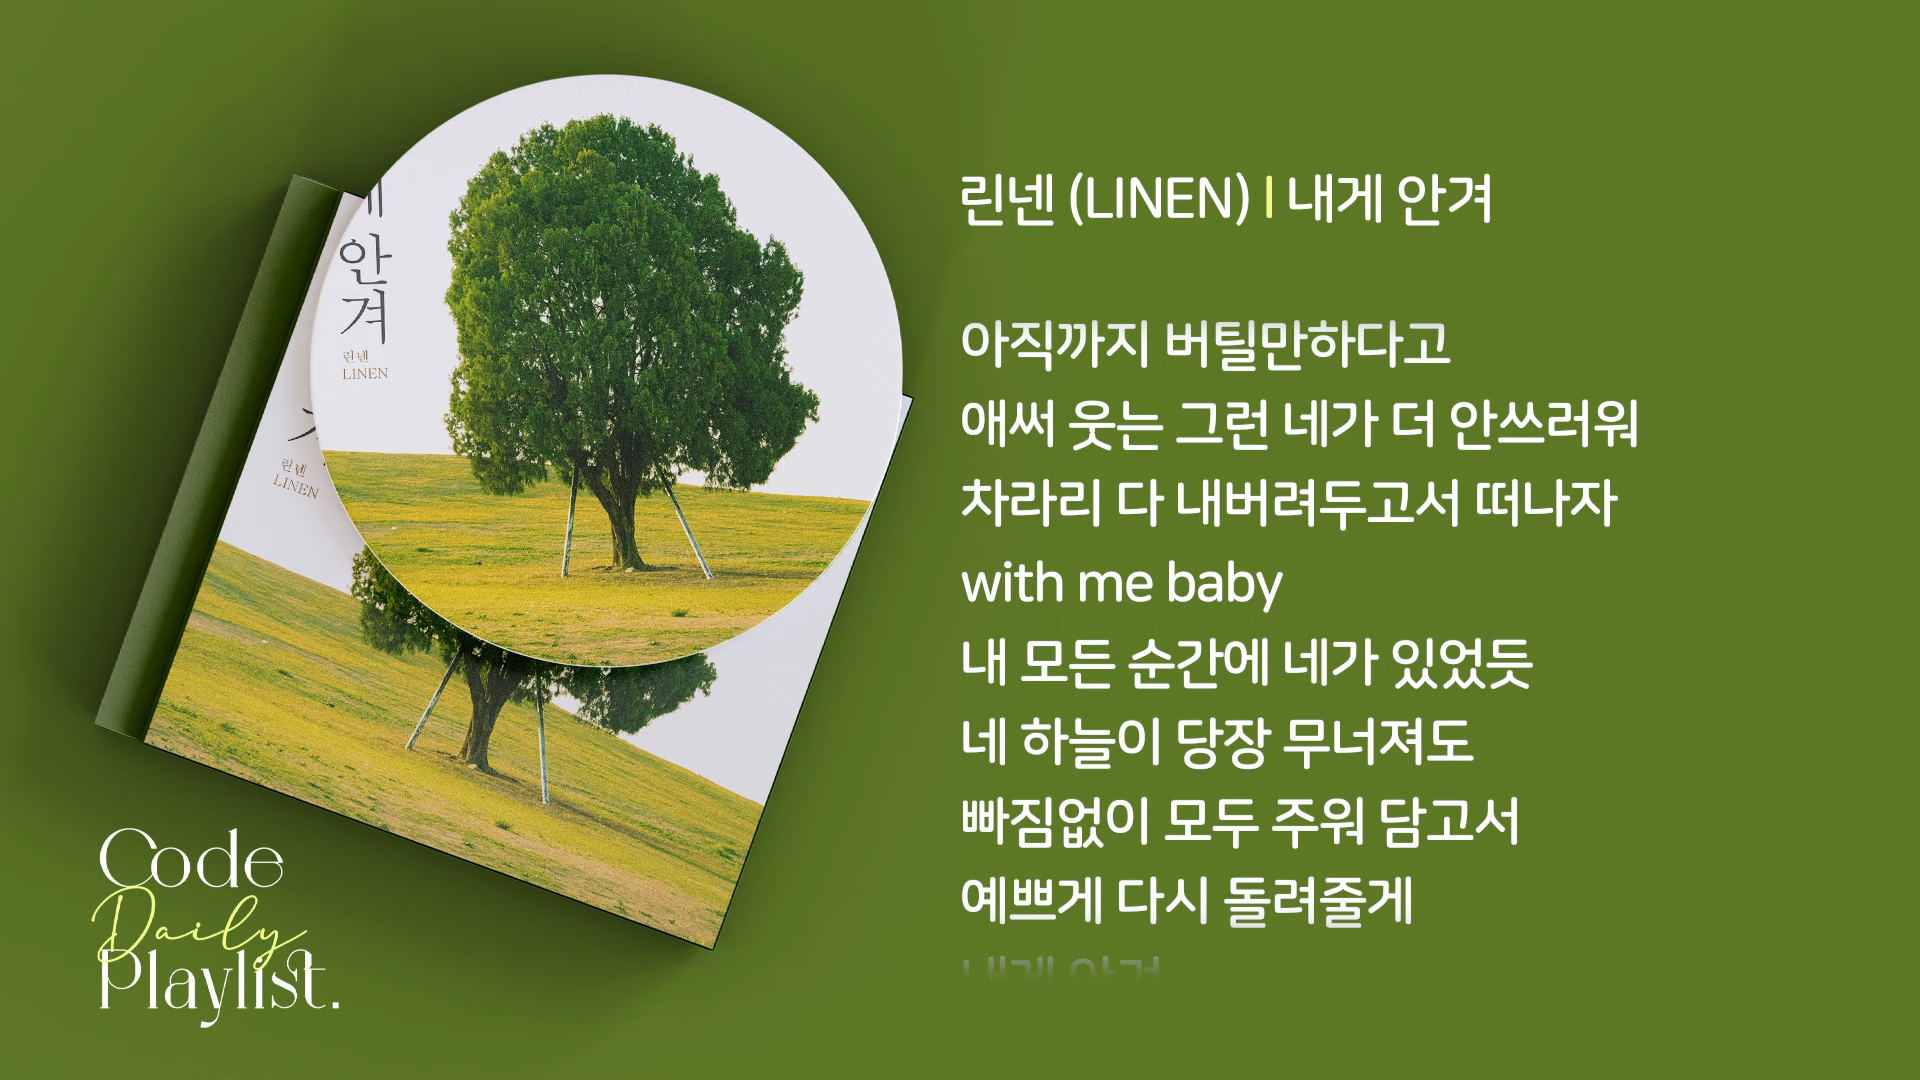 안
겨
린넨
LINEN
린넨
LINEN
Code
Daily
Playlist.
린넨 (LINEN) | 내게 안겨
아직까지 버틸만하다고
애써 웃는 그런 네가 더 안쓰러워
차라리 다 내버려두고서 떠나자
with me baby
내 모든 순간에 네가 있었듯
네 하늘이 당장 무너져도
빠짐없이 모두 주워 담고서
예쁘게 다시 돌려줄게